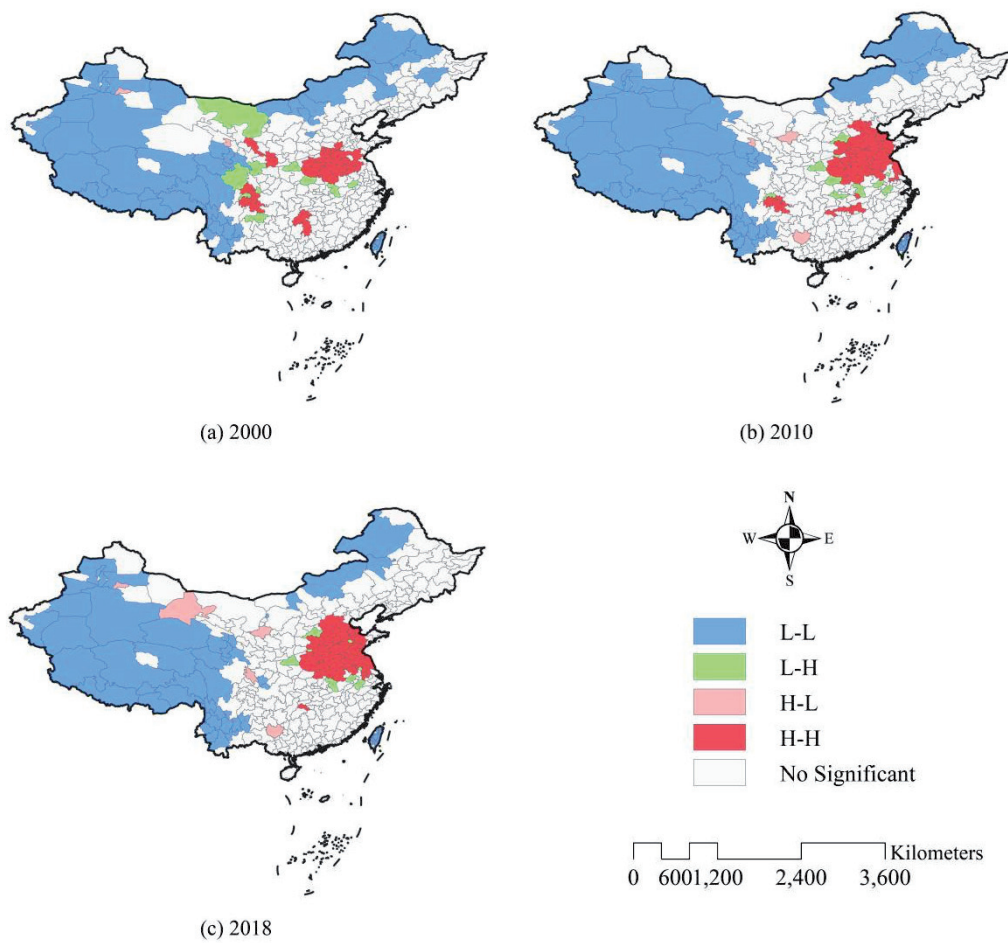 (a) 2000
(b) 2010
N
W E
S
L-L
L-H
H-L
H-H
No Significant
Kilometers
0 6001,200 2,400 3,600
(c) 2018